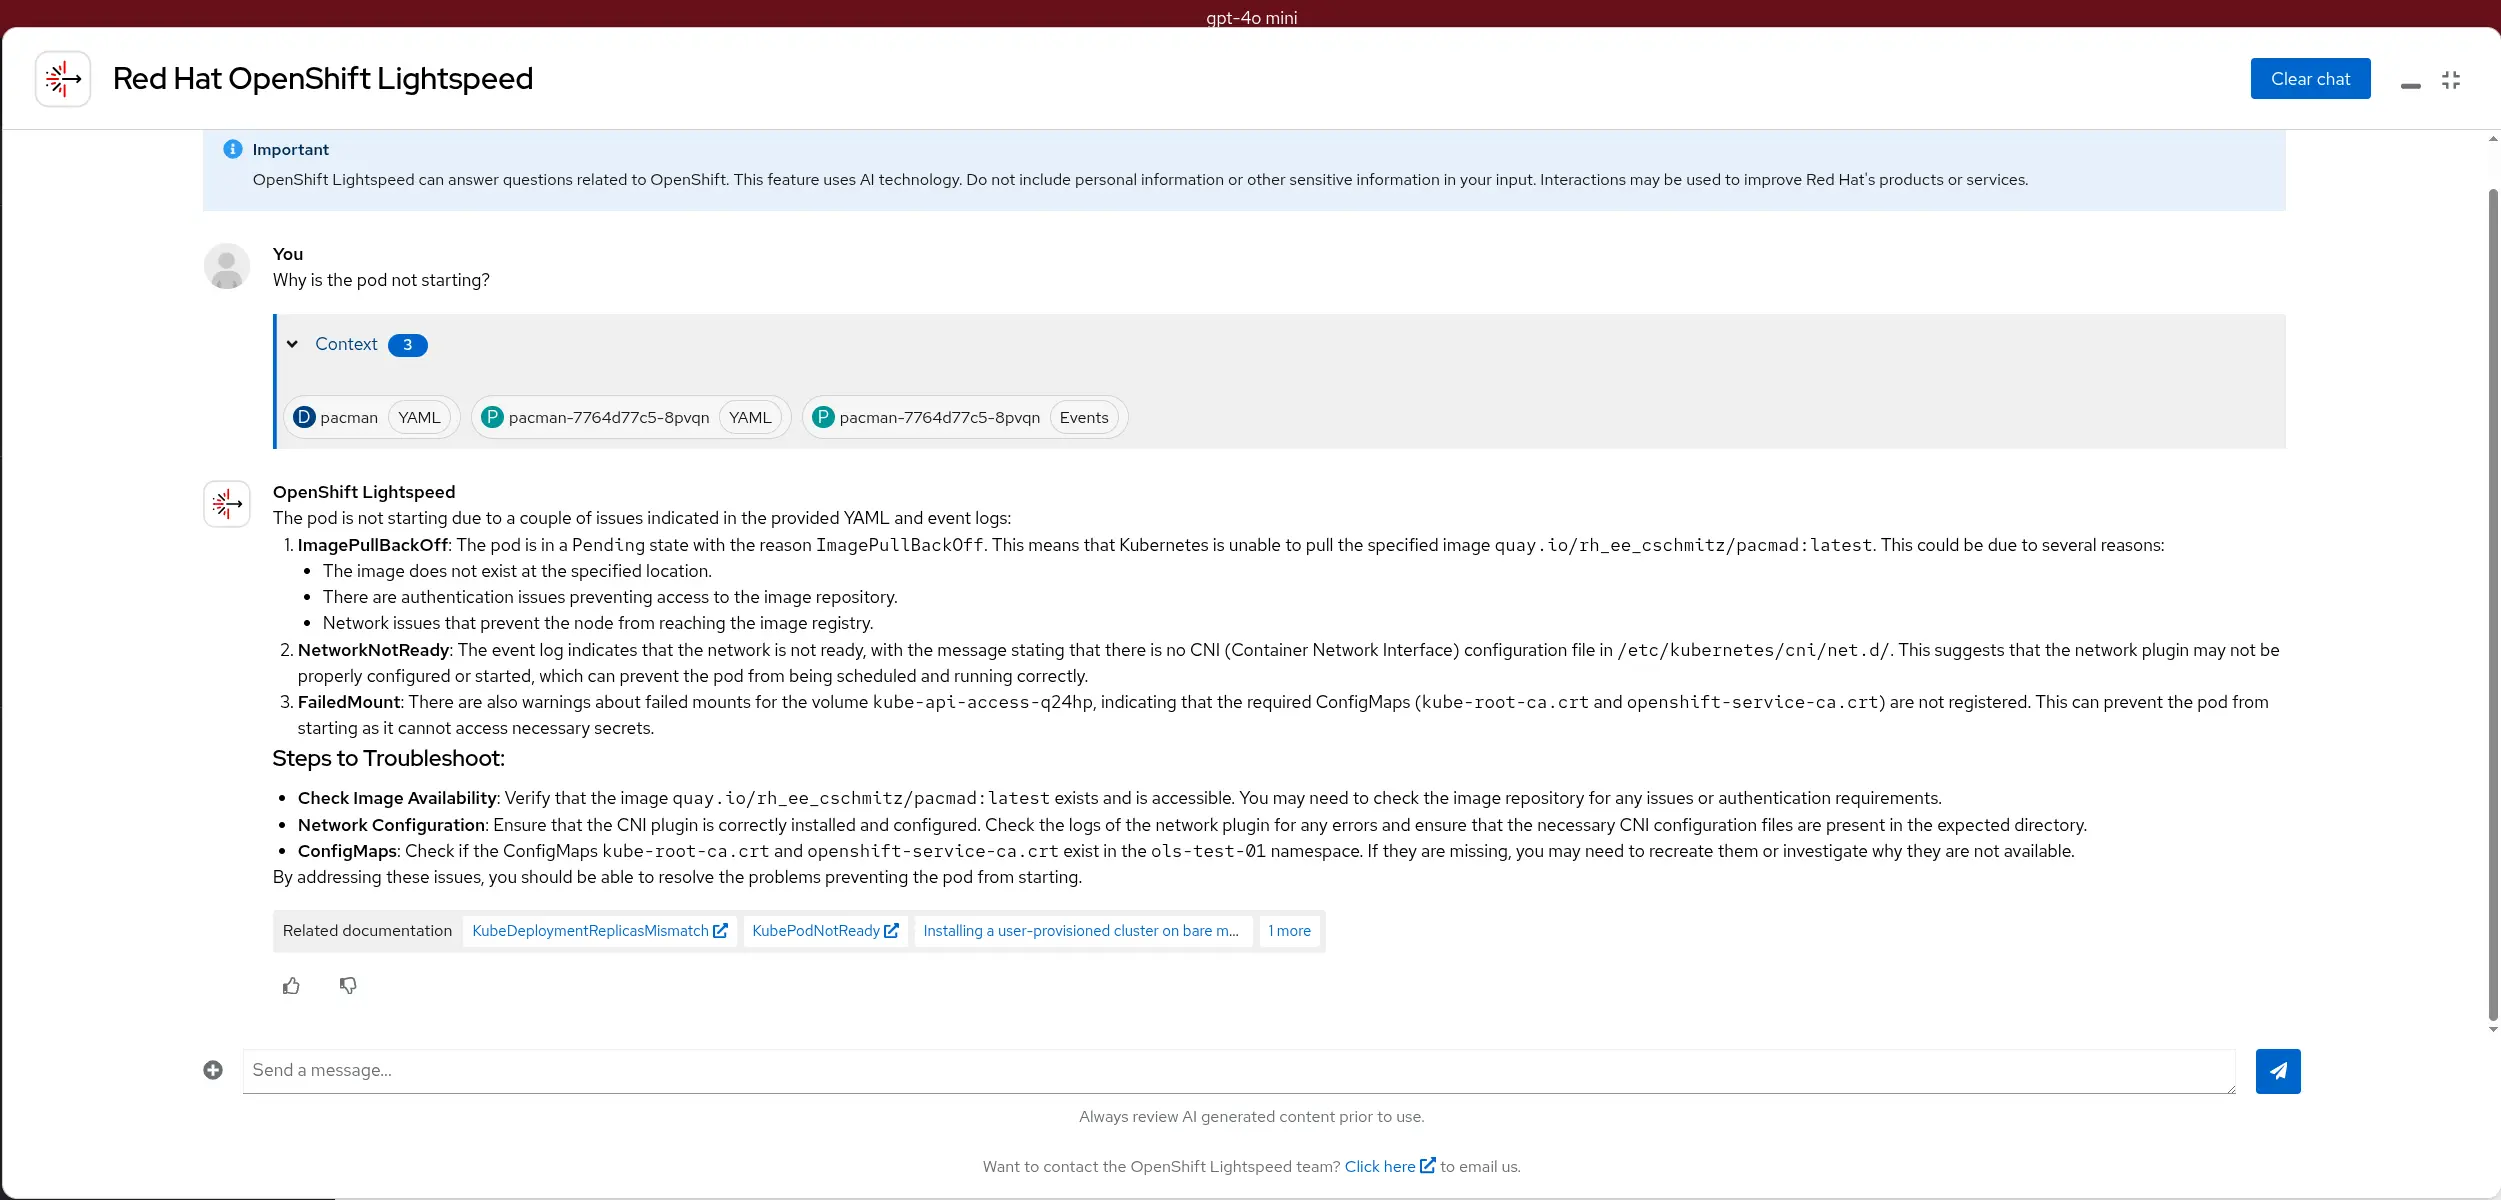 gpt-4o mini
Red Hat OpenShift Lightspeed
Clear chat
Important
OpenShift Lightspeed can answer questions related to OpenShift. This feature uses AI technology. Do not include personal information or other sensitive information in your input. Interactions may be used to improve Red Hat's products or services.
You
Why is the pod not starting?
Context 3
D pacman YAML P pacman-7764d77c5-8pvqn YAML P pacman-7764d77c5-8pvqn Events
OpenShift Lightspeed
The pod is not starting due to a couple of issues indicated in the provided YAML and event logs:
1. ImagePullBackOff: The pod is in a Pending state with the reason ImagePullBackOff. This means that Kubernetes is unable to pull the specified image quay.io/rh_ee_cschmitz/pacmad:latest. This could be due to several reasons:
• The image does not exist at the specified location.
• There are authentication issues preventing access to the image repository.
• Network issues that prevent the node from reaching the image registry.
2. NetworkNotReady: The event log indicates that the network is not ready, with the message stating that there is no CNI (Container Network Interface) configuration file in /etc/kubernetes/cni/net.d/. This suggests that the network plugin may not be
properly configured or started, which can prevent the pod from being scheduled and running correctly.
3. FailedMount: There are also warnings about failed mounts for the volume kube-api-access-q24hp, indicating that the required ConfigMaps (kube-root-ca.crt and openshift-service-ca.crt) are not registered. This can prevent the pod from
starting as it cannot access necessary secrets.
Steps to Troubleshoot:
• Check Image Availability: Verify that the image quay.io/rh_ee_cschmitz/pacmad:latest exists and is accessible. You may need to check the image repository for any issues or authentication requirements.
• Network Configuration: Ensure that the CNI plugin is correctly installed and configured. Check the logs of the network plugin for any errors and ensure that the necessary CNI configuration files are present in the expected directory.
• ConfigMaps: Check if the ConfigMaps kube-root-ca.crt and openshift-service-ca.crt exist in the ols-test-01 namespace. If they are missing, you may need to recreate them or investigate why they are not available.
By addressing these issues, you should be able to resolve the problems preventing the pod from starting.
Related documentation KubeDeploymentReplicasMismatch KubePodNotReady Installing a user-provisioned cluster on bare m... 1 more
Send a message...
Always review AI generated content prior to use.
Want to contact the OpenShift Lightspeed team? Click here to email us.